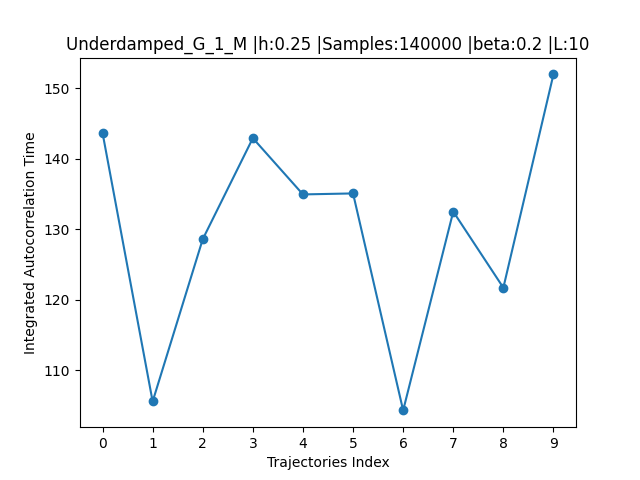 Underdamped_G_1_M |h:0.25 |Samples:140000 |beta:0.2 |L:10
Integrated Autocorrelation Time
150
140
130
120
110
0 1 2 3 4 5 6 7 8 9
Trajectories Index